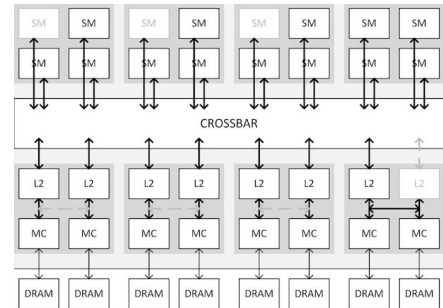 SM SM SM SM SM SM SM SM
SM SM SM SM SM SM SM SM
CROSSBAR
L2 L2 L2 L2 L2 L2 L2 L2
MC MC MC MC MC MC MC MC
DRAM DRAM DRAM DRAM DRAM DRAM DRAM DRAM